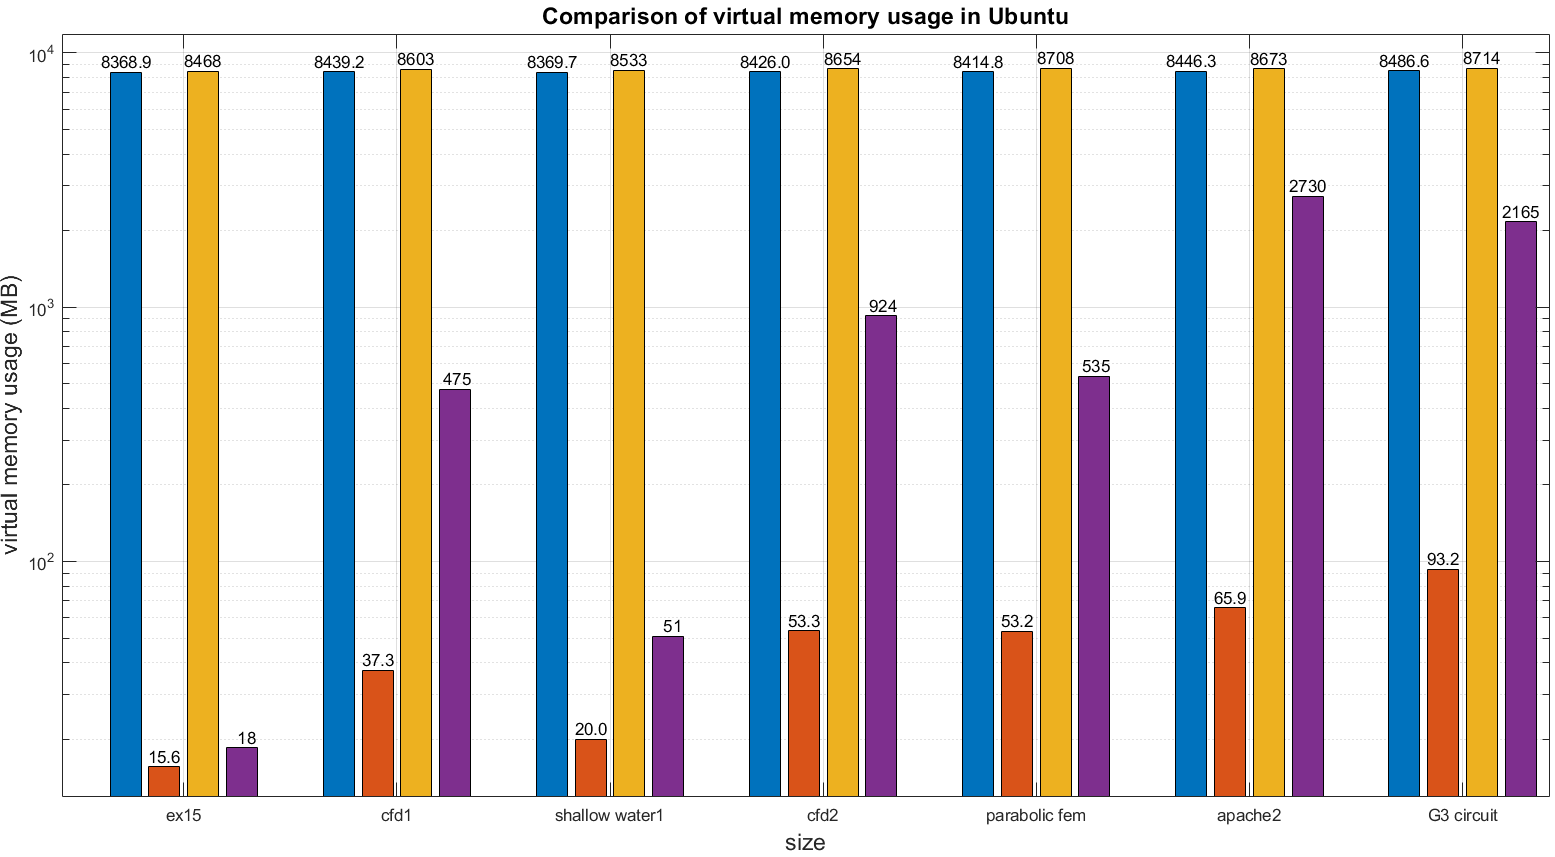 Comparison of virtual memory usage in Ubuntu
virtual memory usage (MB)
10^4
10^3
10^2
8368.9 15.6 8468 18
8439.2 37.3 8603 475
8369.7 20.0 8533 51
8426.0 53.3 8654 924
8414.8 53.2 8708 535
8446.3 65.9 8673 2730
8486.6 93.2 8714 2165
ex15 cfd1 shallow water1 cfd2 parabolic fem apache2 G3 circuit
size